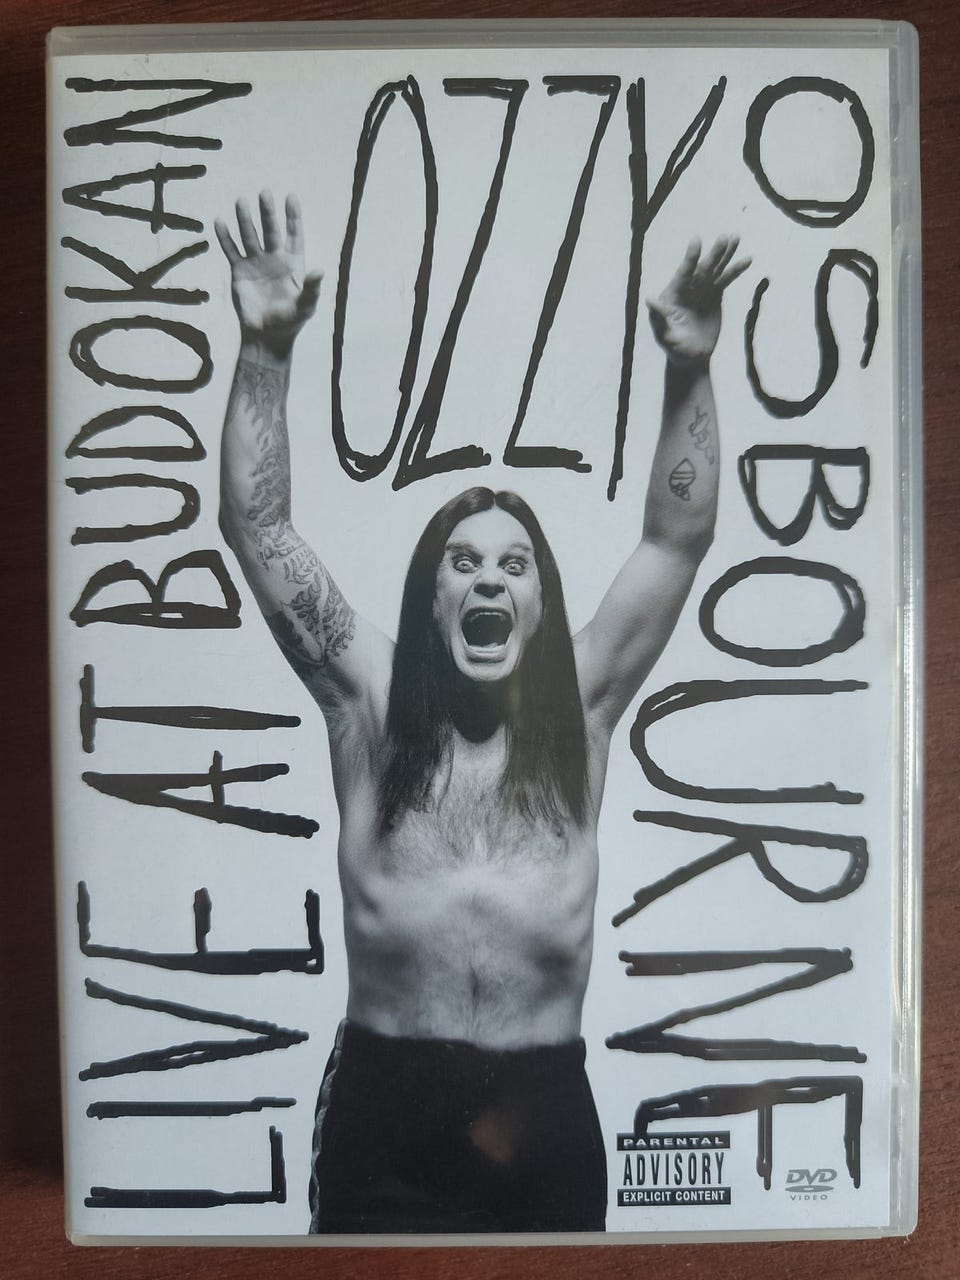 OZZY
OSBOURNE
LIVE AT BUDOKAN
PARENTAL
ADVISORY
EXPLICIT CONTENT
DVD
VIDEO